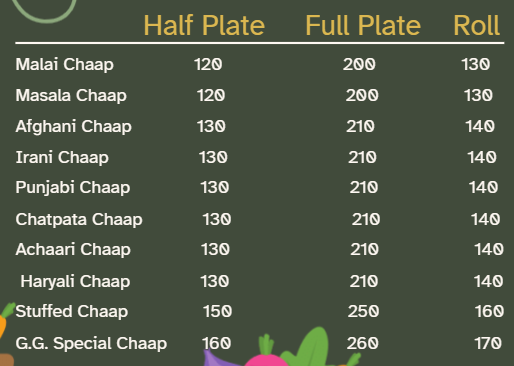 Half Plate Full Plate Roll
Malai Chaap 120 200 130
Masala Chaap 120 200 130
Afghani Chaap 130 210 140
Irani Chaap 130 210 140
Punjabi Chaap 130 210 140
Chatpata Chaap 130 210 140
Achaari Chaap 130 210 140
Haryali Chaap 130 210 140
Stuffed Chaap 150 250 160
G.G. Special Chaap 160 260 170